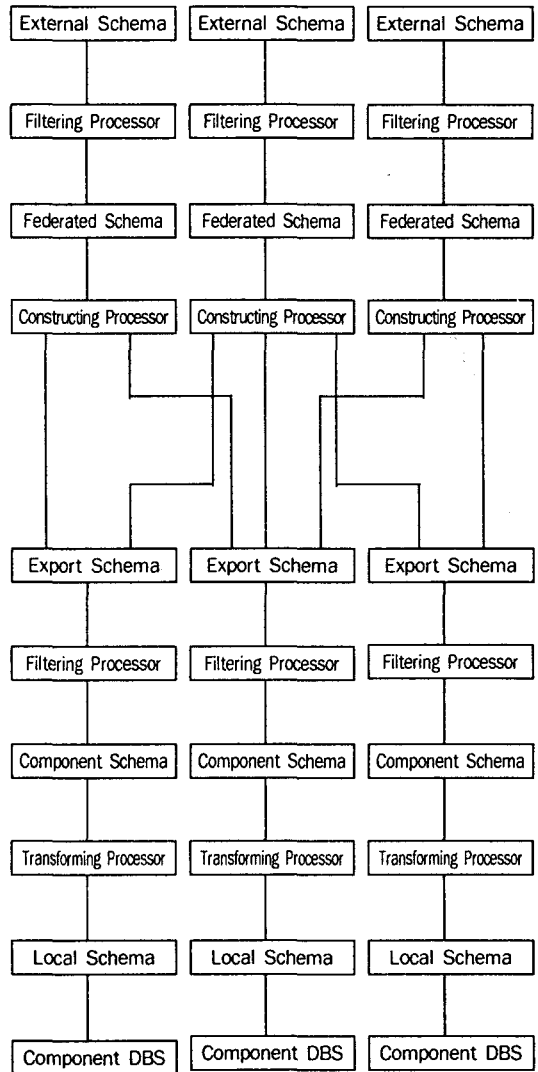 External Schema External Schema External Schema
Filtering Processor Filtering Processor Filtering Processor
Federated Schema Federated Schema Federated Schema
Constructing Processor Constructing Processor Constructing Processor
Export Schema Export Schema Export Schema
Filtering Processor Filtering Processor Filtering Processor
Component Schema Component Schema Component Schema
Transforming Processor Transforming Processor Transforming Processor
Local Schema Local Schema Local Schema
Component DBS Component DBS Component DBS